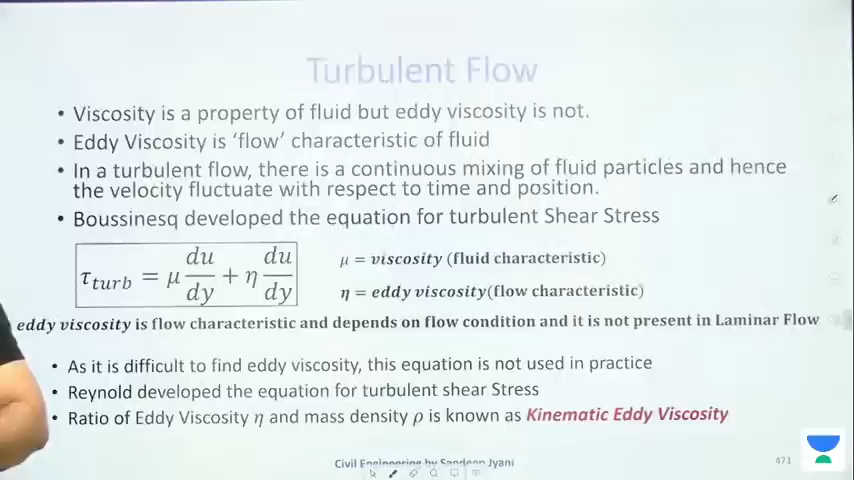 Turbulent Flow
• Viscosity is a property of fluid but eddy viscosity is not.
• Eddy Viscosity is ‘flow’ characteristic of fluid
• In a turbulent flow, there is a continuous mixing of fluid particles and hence
the velocity fluctuate with respect to time and position.
• Boussinesq developed the equation for turbulent Shear Stress
τ_turb = μ du/dy + η du/dy
μ = viscosity (fluid characteristic)
η = eddy viscosity(flow characteristic)
eddy viscosity is flow characteristic and depends on flow condition and it is not present in Laminar Flow
• As it is difficult to find eddy viscosity, this equation is not used in practice
• Reynold developed the equation for turbulent shear Stress
• Ratio of Eddy Viscosity η and mass density ρ is known as Kinematic Eddy Viscosity
Civil Engineering by Sandeep Jyani
471